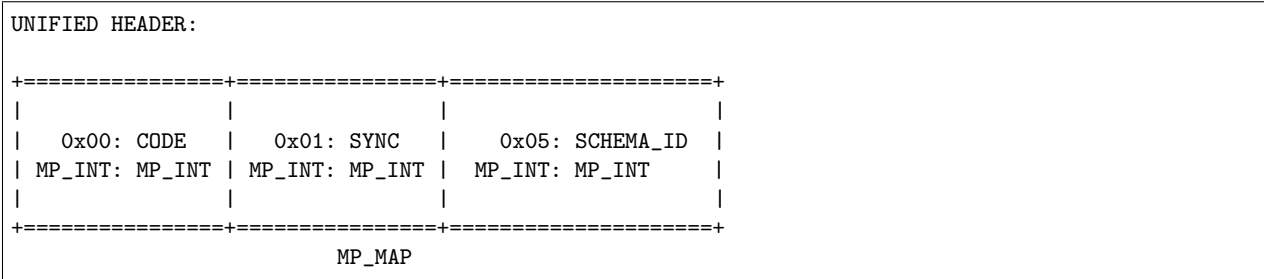 UNIFIED HEADER:
+================+================+=====================+
|                |                |                     |
|   0x00: CODE   |   0x01: SYNC   |    0x05: SCHEMA_ID  |
| MP_INT: MP_INT | MP_INT: MP_INT |  MP_INT: MP_INT     |
|                |                |                     |
+================+================+=====================+
                          MP_MAP